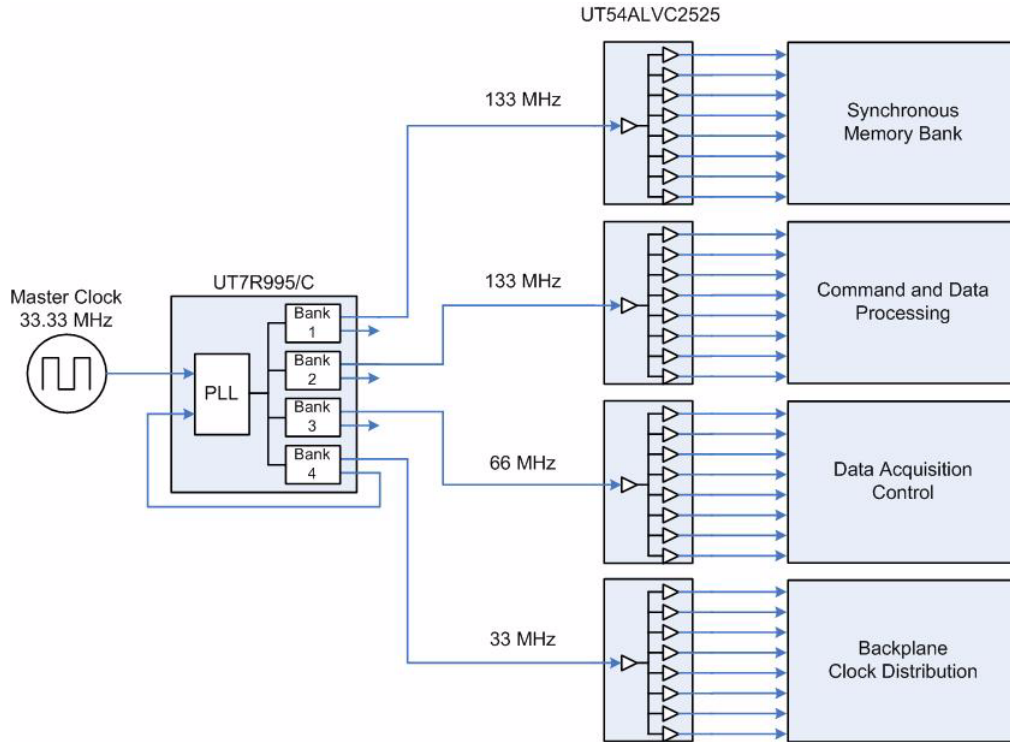 UT54ALVC2525
133 MHz
Synchronous
Memory Bank
UT7R995/C
133 MHz
Command and Data
Processing
Master Clock
33.33 MHz
PLL
Bank
1
Bank
2
Bank
3
Bank
4
66 MHz
Data Acquisition
Control
33 MHz
Backplane
Clock Distribution